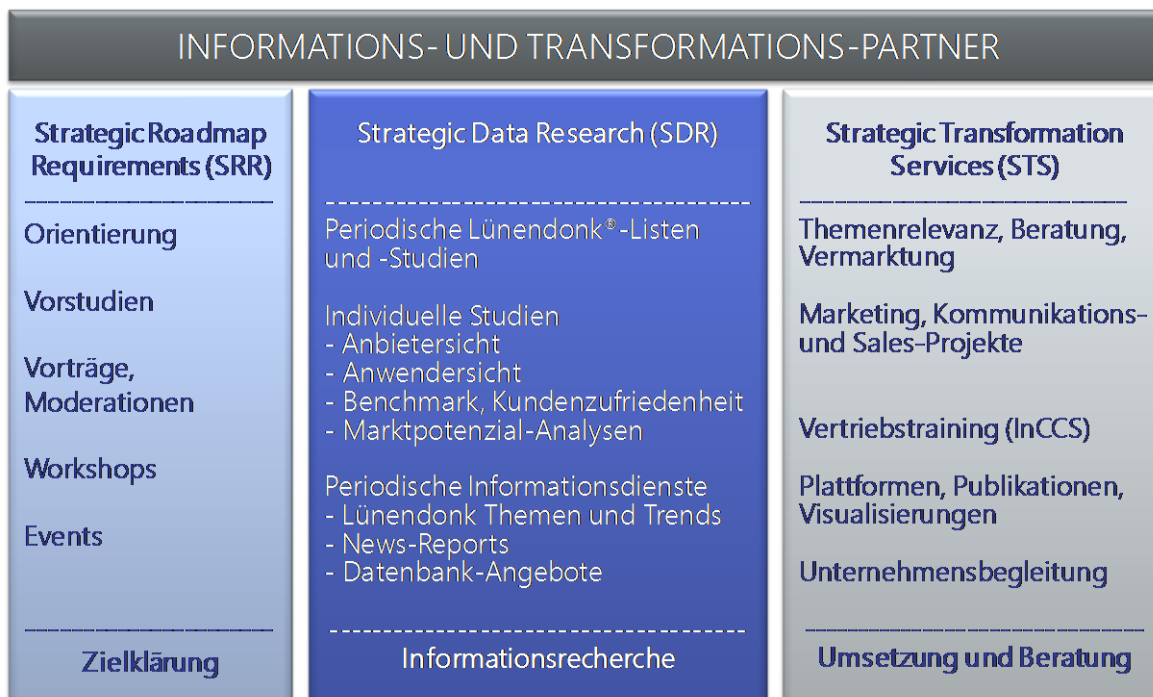 INFORMATIONS- UND TRANSFORMATIONS-PARTNER
Strategic Roadmap
Requirements (SRR)
Orientierung
Vorstudien
Vorträge,
Moderationen
Workshops
Events
Zielklärung
Strategic Data Research (SDR)
Periodische Lünendonk®-Listen
und -Studien
Individuelle Studien
- Anbietersicht
- Anwendersicht
- Benchmark, Kundenzufriedenheit
- Marktpotenzial-Analysen
Periodische Informationsdienste
- Lünendonk Themen und Trends
- News-Reports
- Datenbank-Angebote
Informationsrecherche
Strategic Transformation
Services (STS)
Themenrelevanz, Beratung,
Vermarktung
Marketing, Kommunikations-
und Sales-Projekte
Vertriebstraining (InCCS)
Plattformen, Publikationen,
Visualisierungen
Unternehmensbegleitung
Umsetzung und Beratung